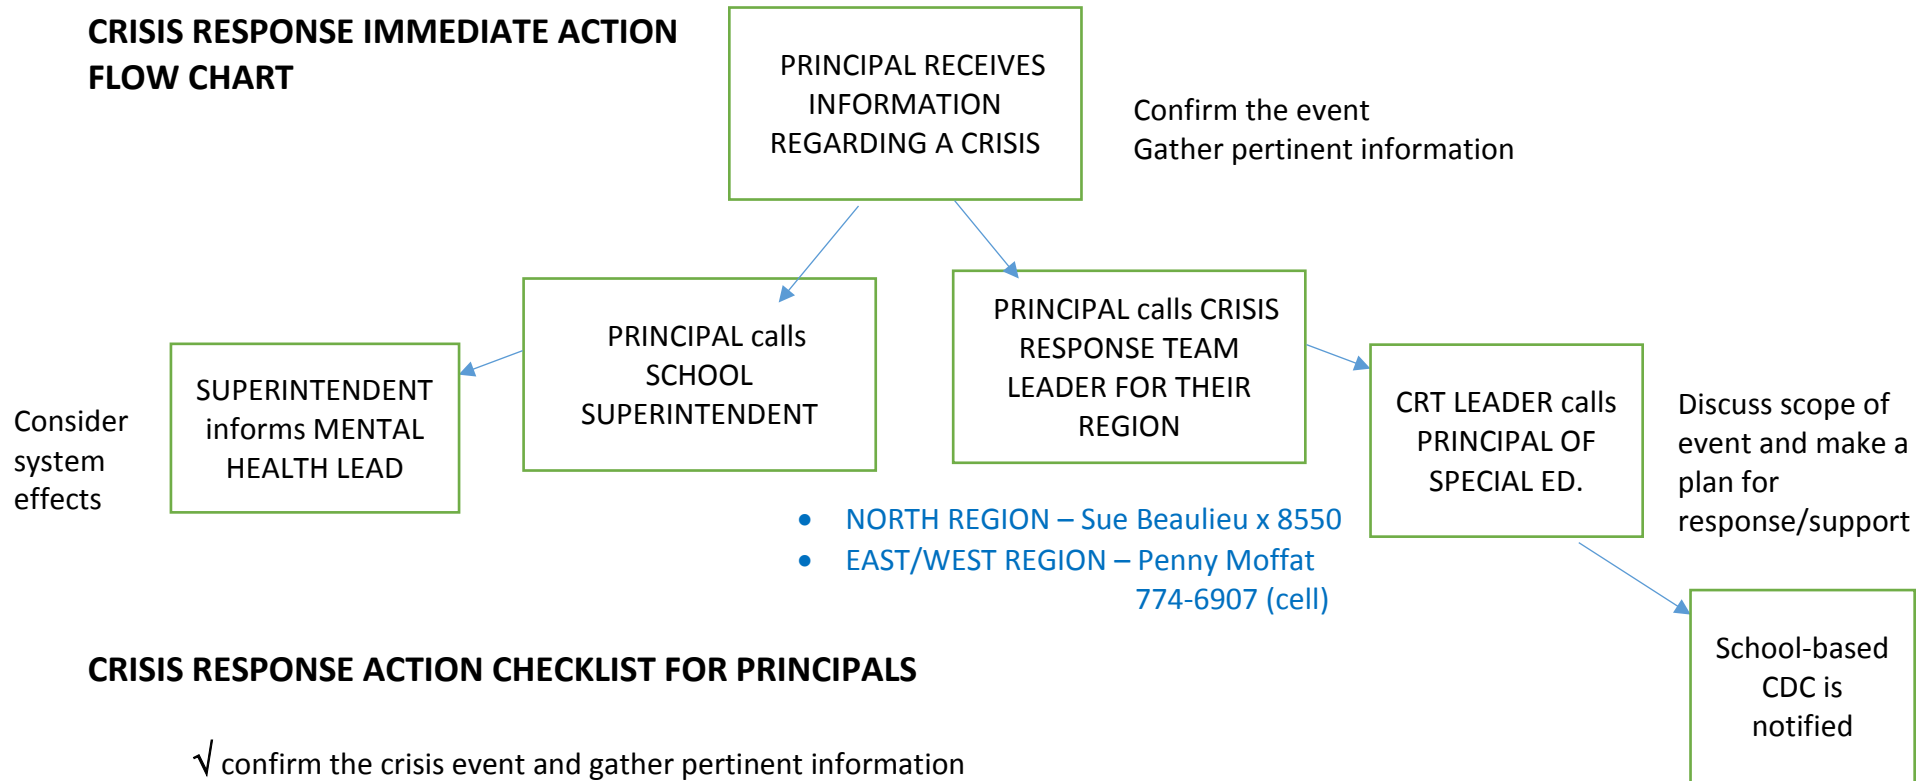 CRISIS RESPONSE IMMEDIATE ACTION
FLOW CHART
PRINCIPAL RECEIVES
INFORMATION
REGARDING A CRISIS
Confirm the event
Gather pertinent information
PRINCIPAL calls
SCHOOL
SUPERINTENDENT
PRINCIPAL calls CRISIS
RESPONSE TEAM
LEADER FOR THEIR
REGION
Consider
system
effects
SUPERINTENDENT
informs MENTAL
HEALTH LEAD
CRT LEADER calls
PRINCIPAL OF
SPECIAL ED.
Discuss scope of
event and make a
plan for
response/support
• NORTH REGION – Sue Beaulieu x 8550
• EAST/WEST REGION – Penny Moffat
774-6907 (cell)
School-based
CDC is
notified
CRISIS RESPONSE ACTION CHECKLIST FOR PRINCIPALS
√ confirm the crisis event and gather pertinent information